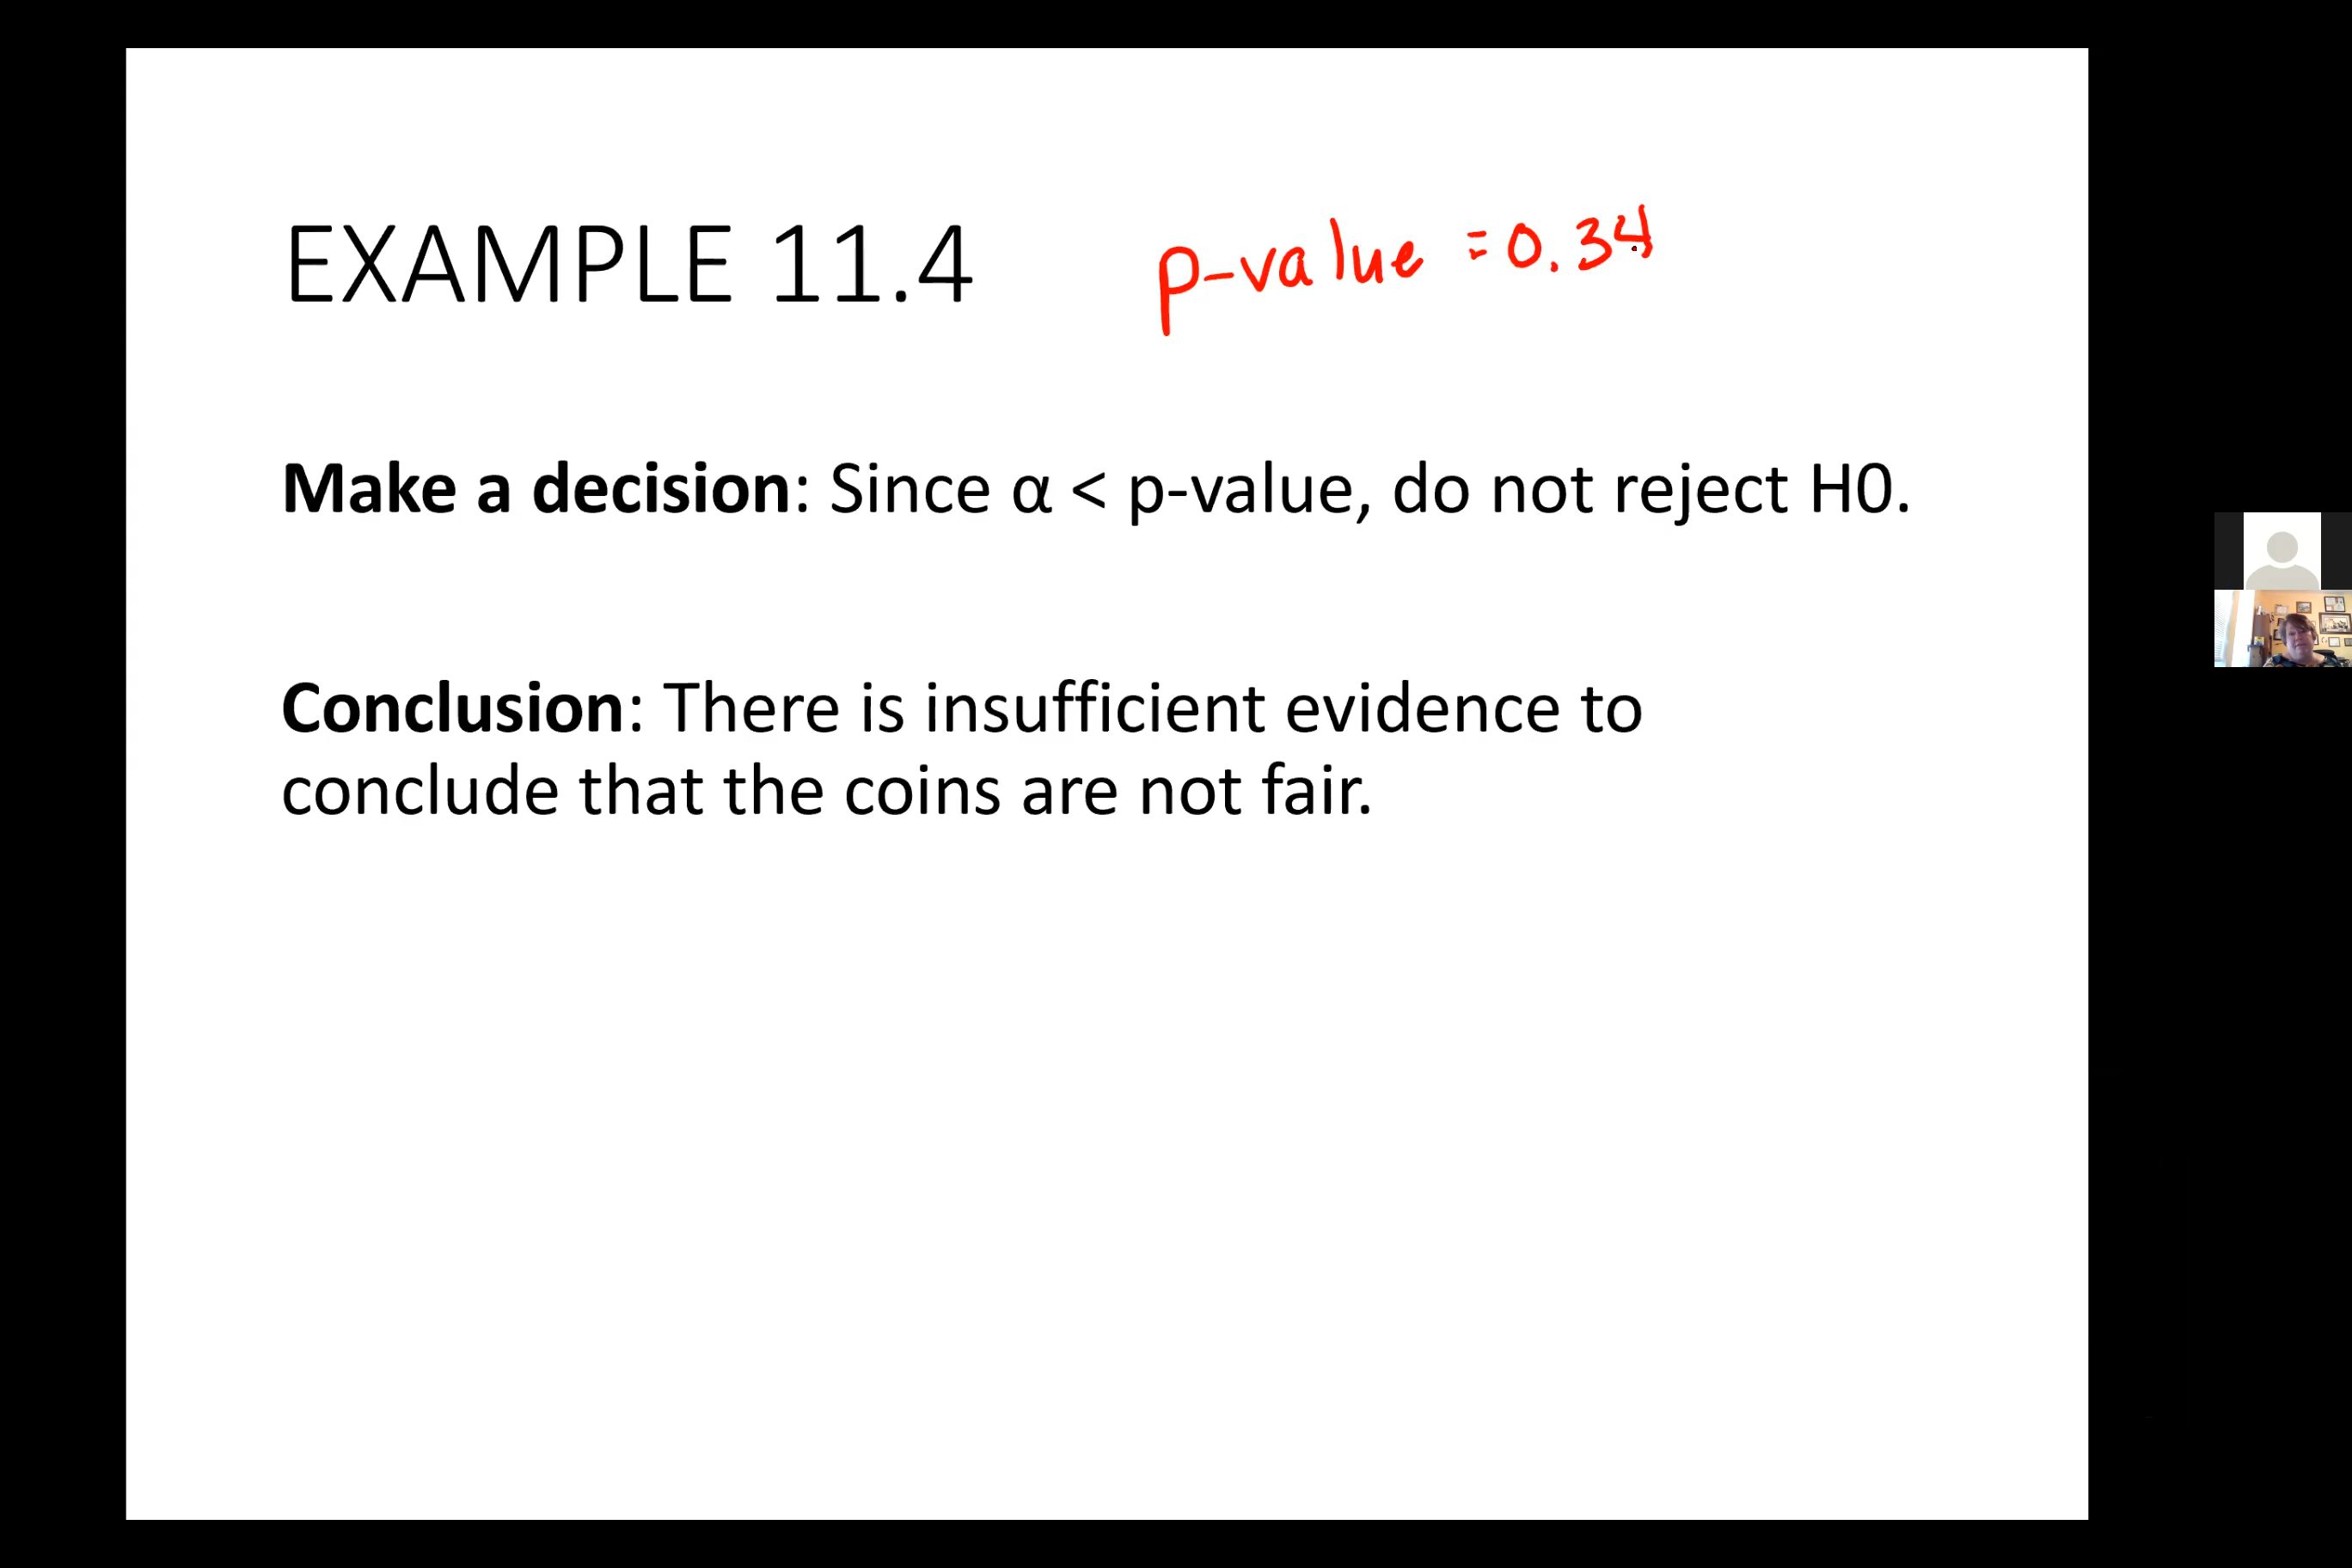 EXAMPLE 11.4
p-value = 0.34
Make a decision: Since α < p-value, do not reject H0.
Conclusion: There is insufficient evidence to
conclude that the coins are not fair.